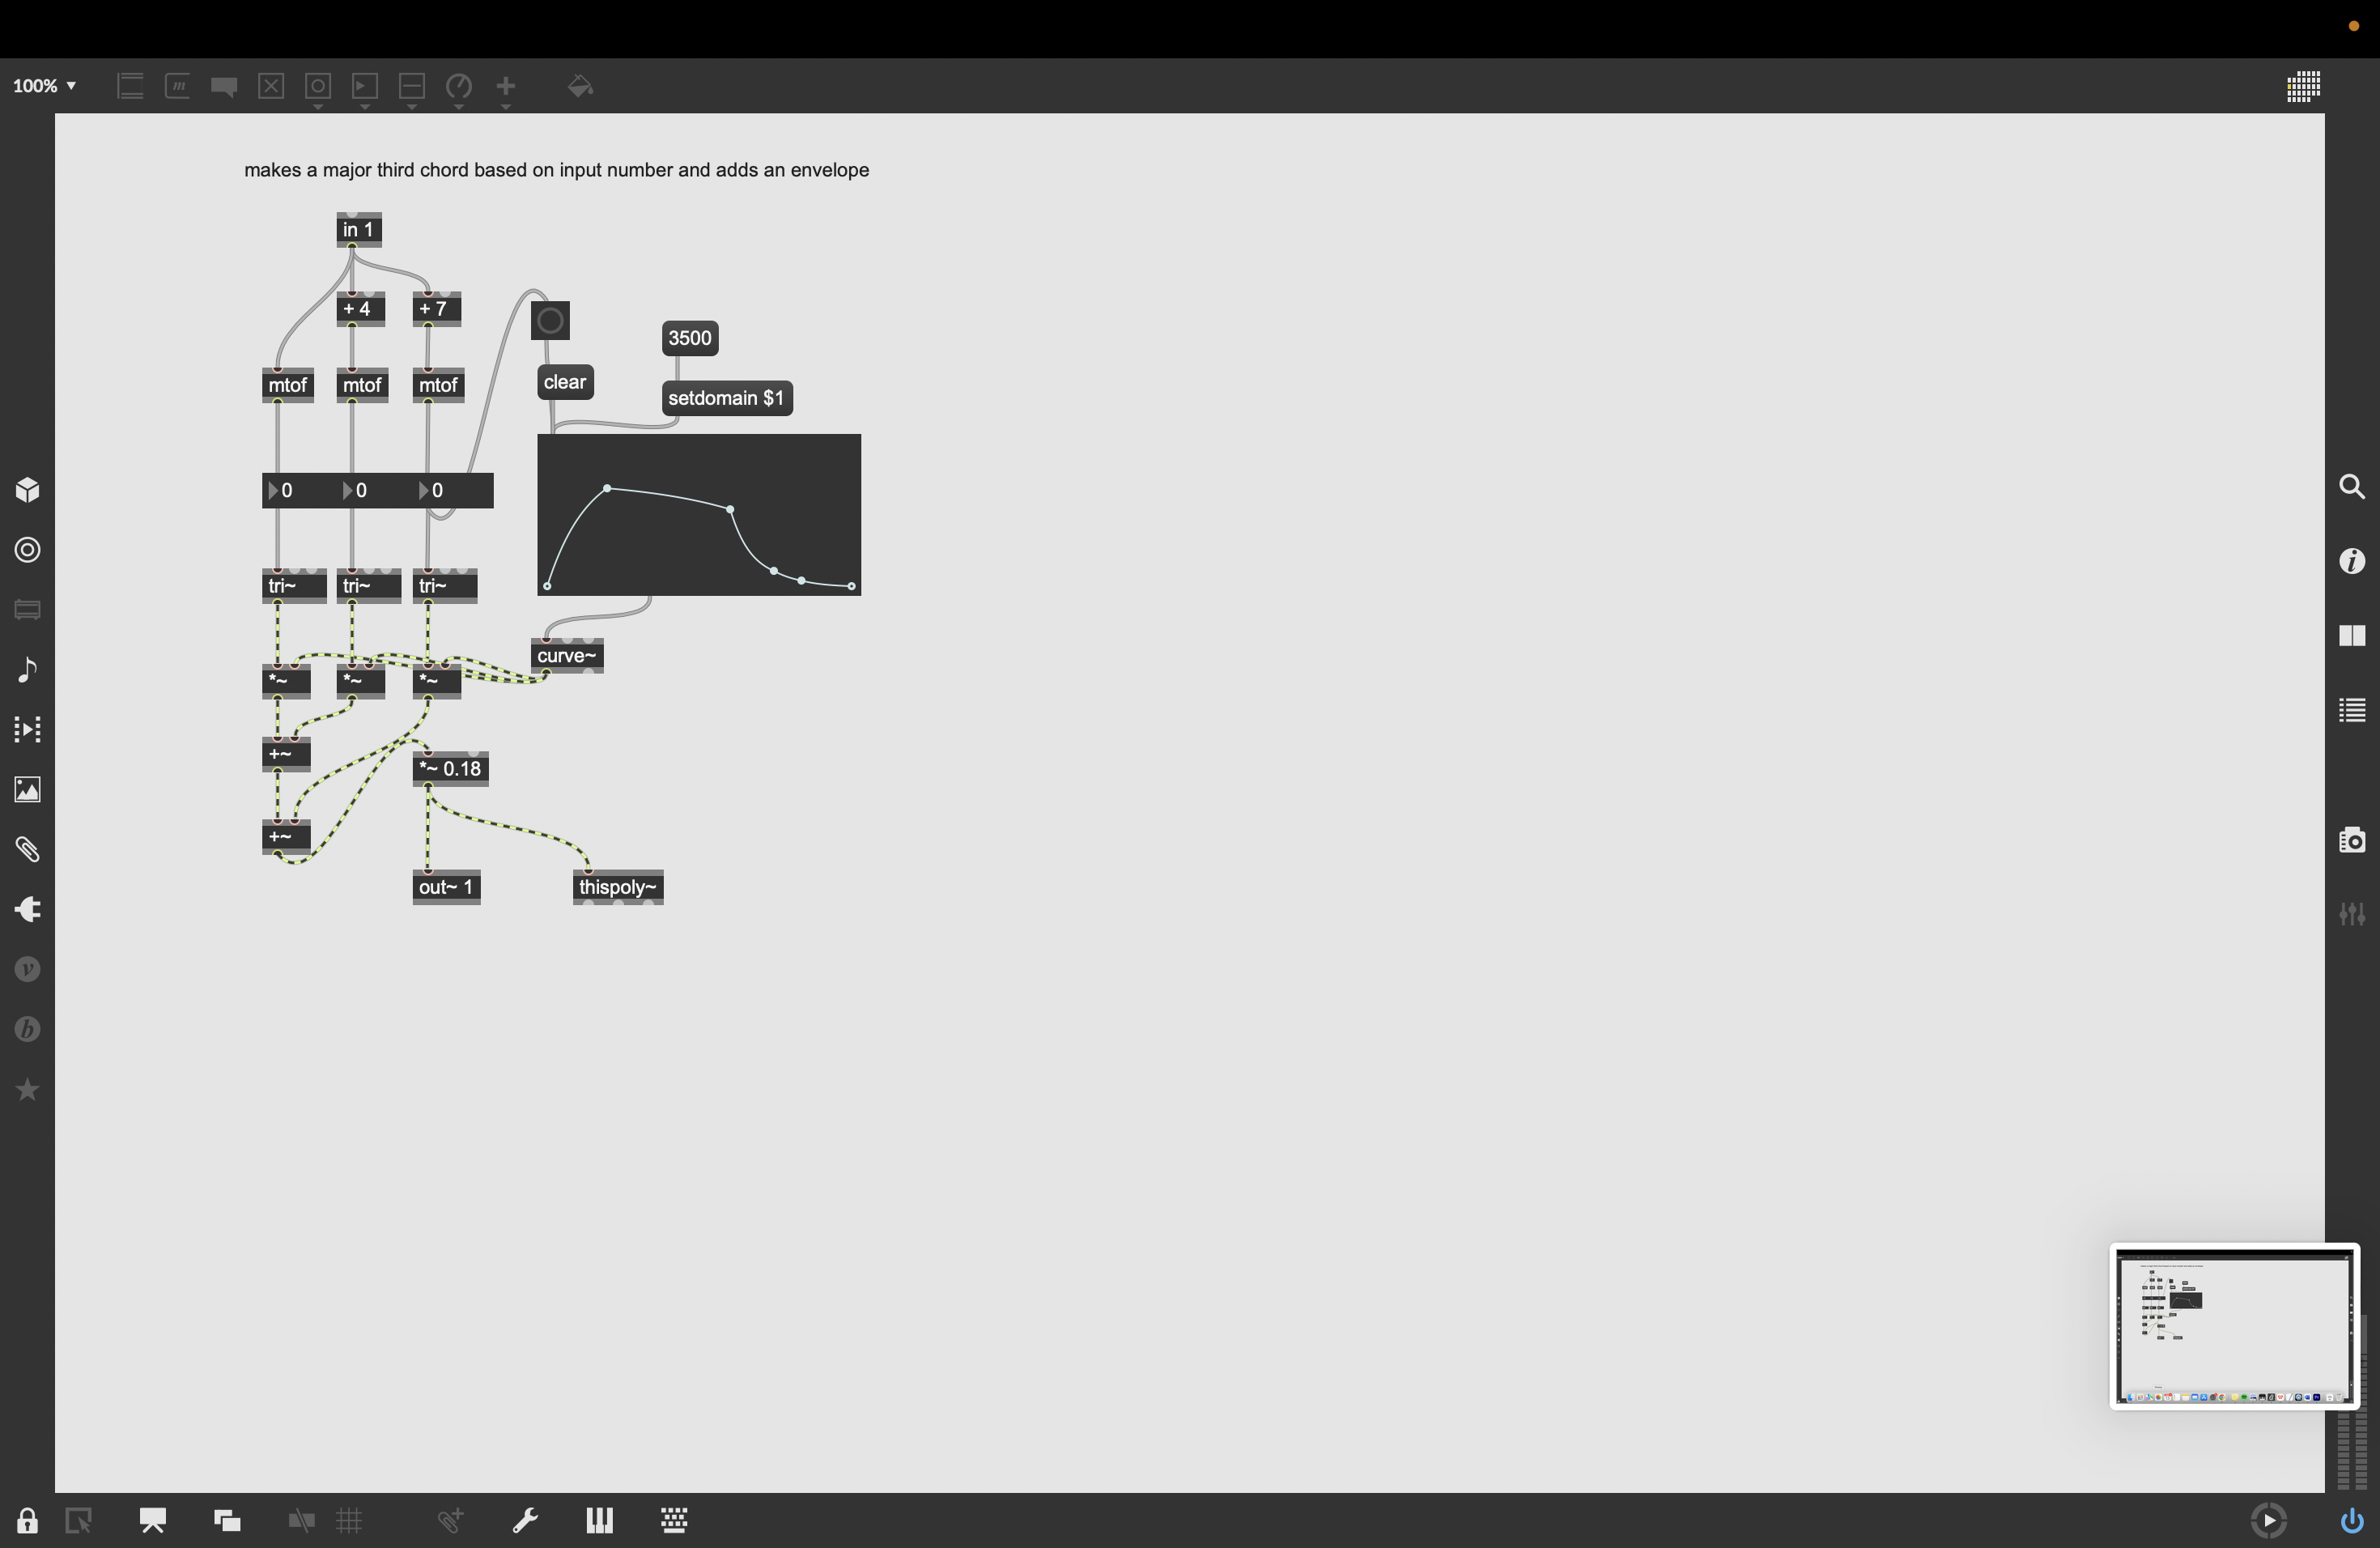 100%
makes a major third chord based on input number and adds an envelope
in 1
+ 4
+ 7
3500
mtof
mtof
mtof
clear
setdomain $1
0
0
0
tri~
tri~
tri~
curve~
*~
*~
*~
+~
*~ 0.18
+~
out~ 1
thispoly~